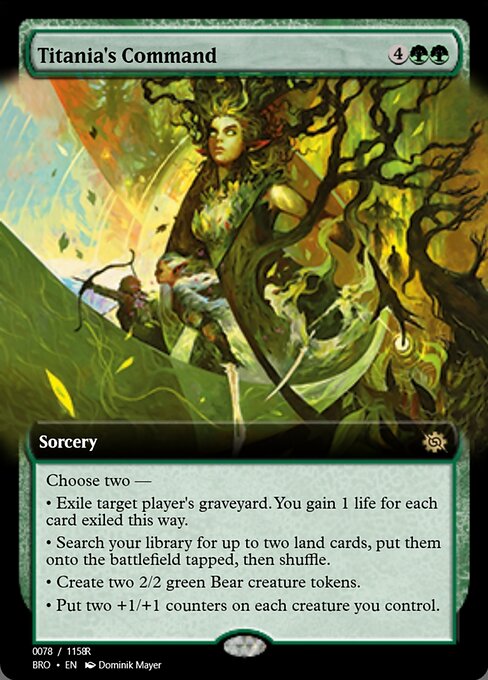 Titania's Command 4
Sorcery
Choose two —
• Exile target player's graveyard. You gain 1 life for each
card exiled this way.
• Search your library for up to two land cards, put them
onto the battlefield tapped, then shuffle.
• Create two 2/2 green Bear creature tokens.
• Put two +1/+1 counters on each creature you control.
0078 / 1158R
BRO • EN Dominik Mayer